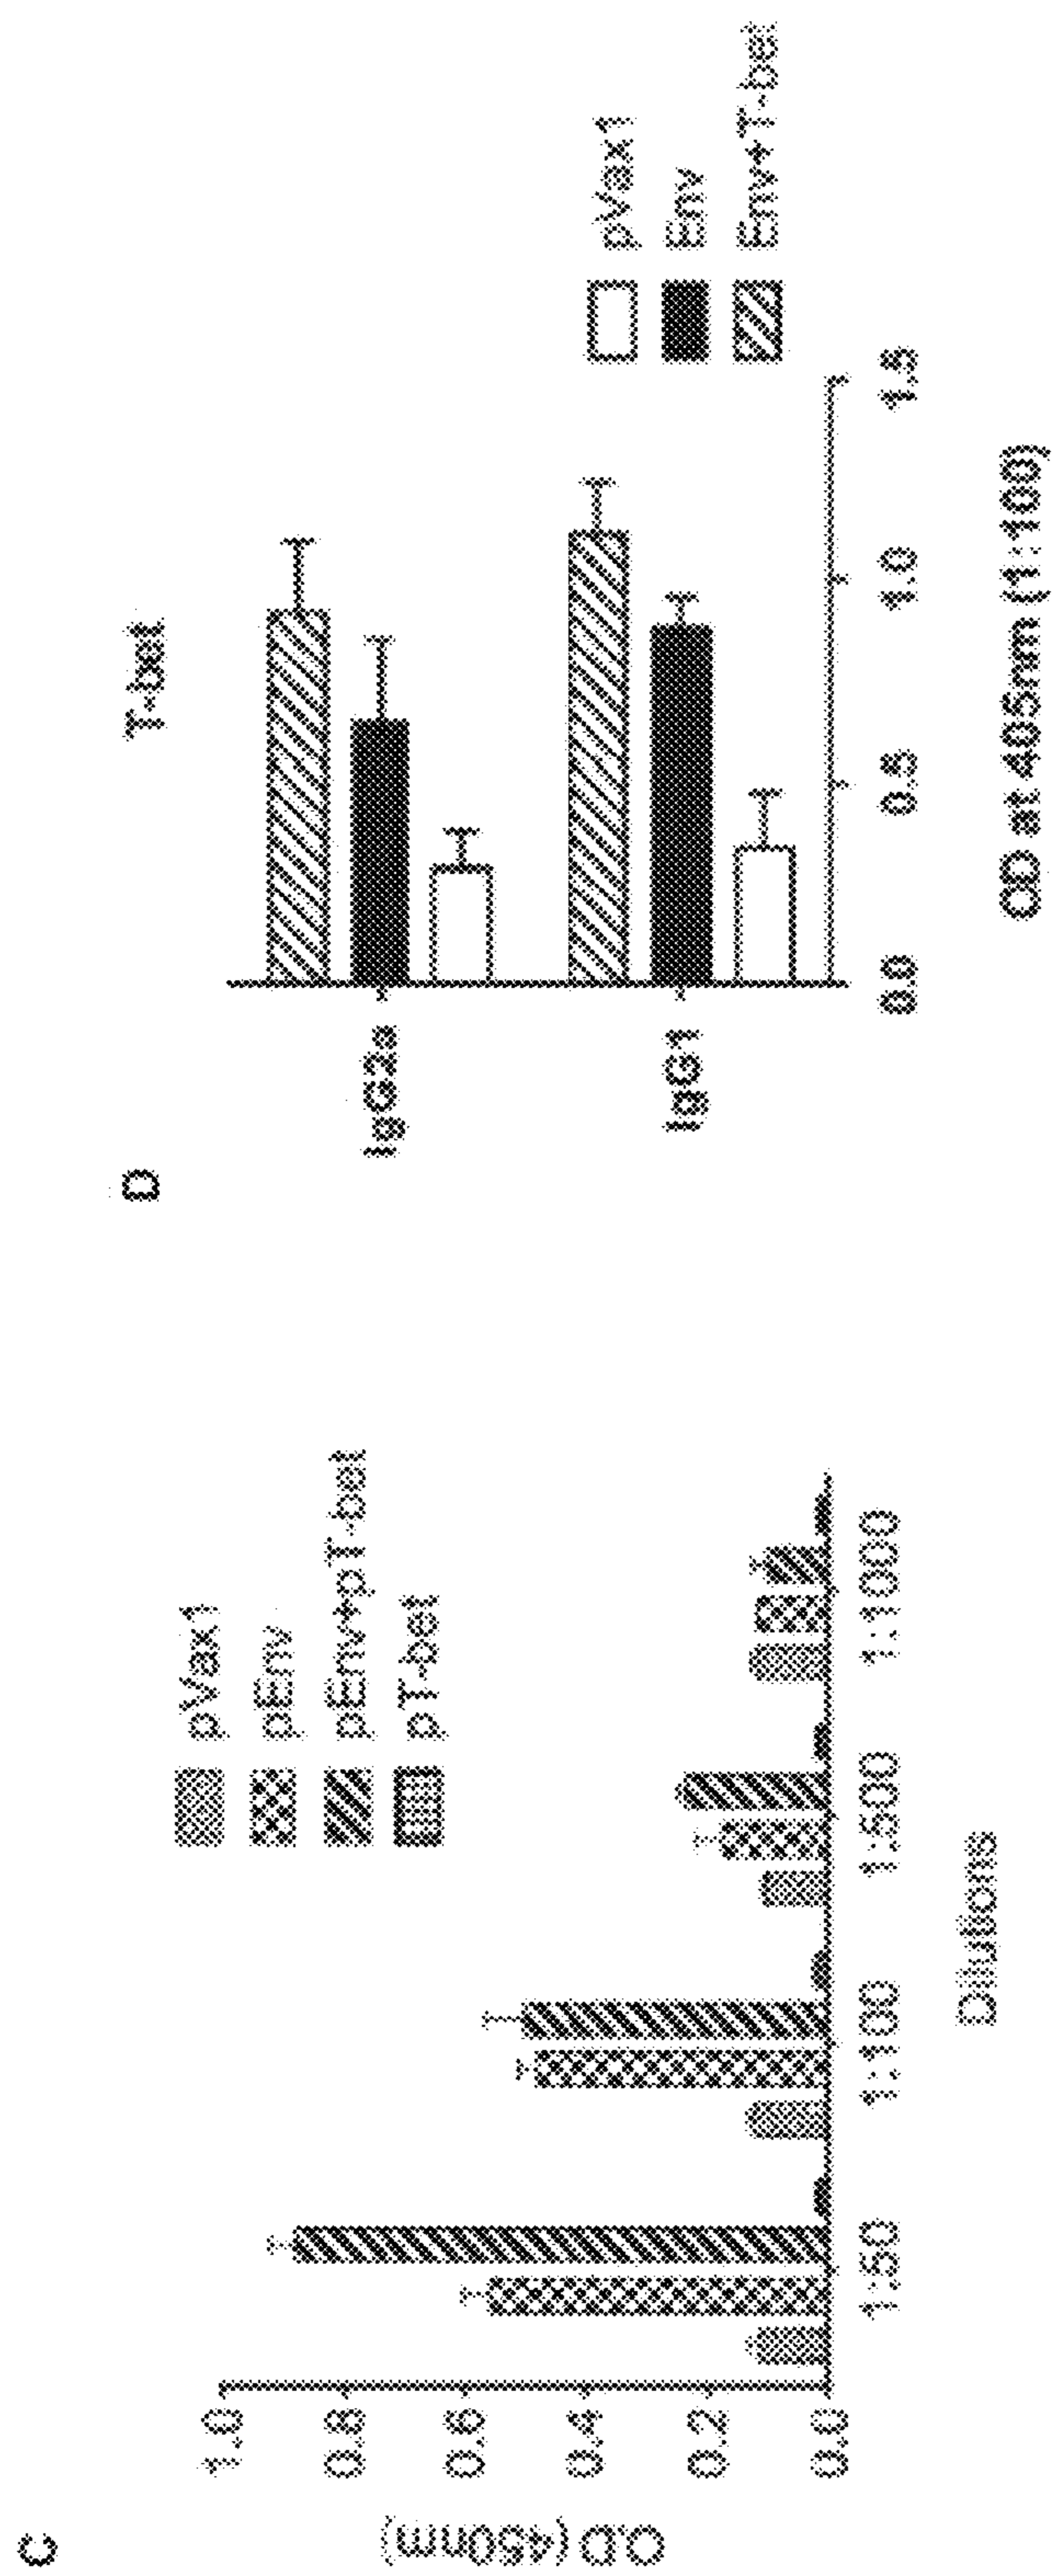 C
pVax1
pEnv
pEnv+pT-bet
pT-bet
O.D (450nm)
1.0
0.8
0.6
0.4
0.2
0.0
1:50 1:100 1:500 1:1000
Dilutions
D
T-bet
IgG2a
IgG1
pVax1
Env
Env+T-bet
0.0 0.5 1.0 1.5
OD at 405nm (1:100)